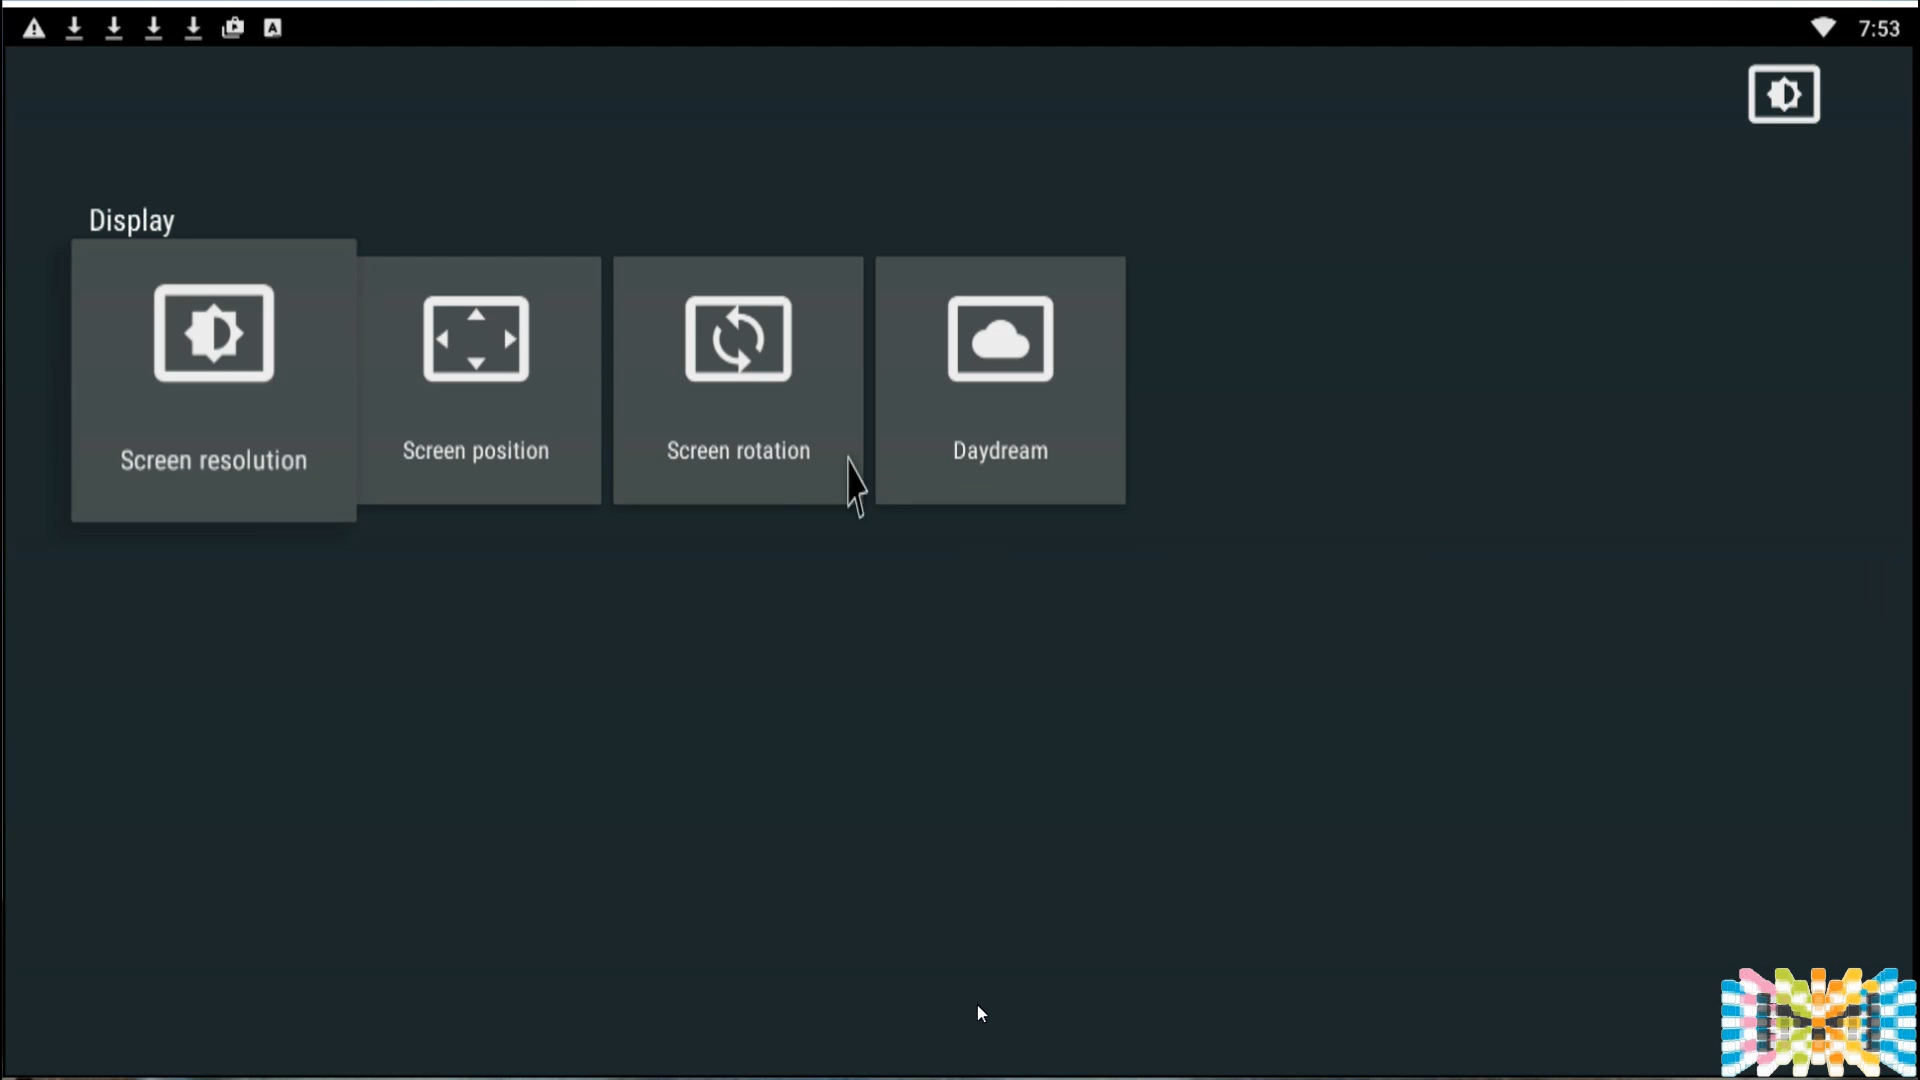 7:53
Display
Screen resolution
Screen position
Screen rotation
Daydream